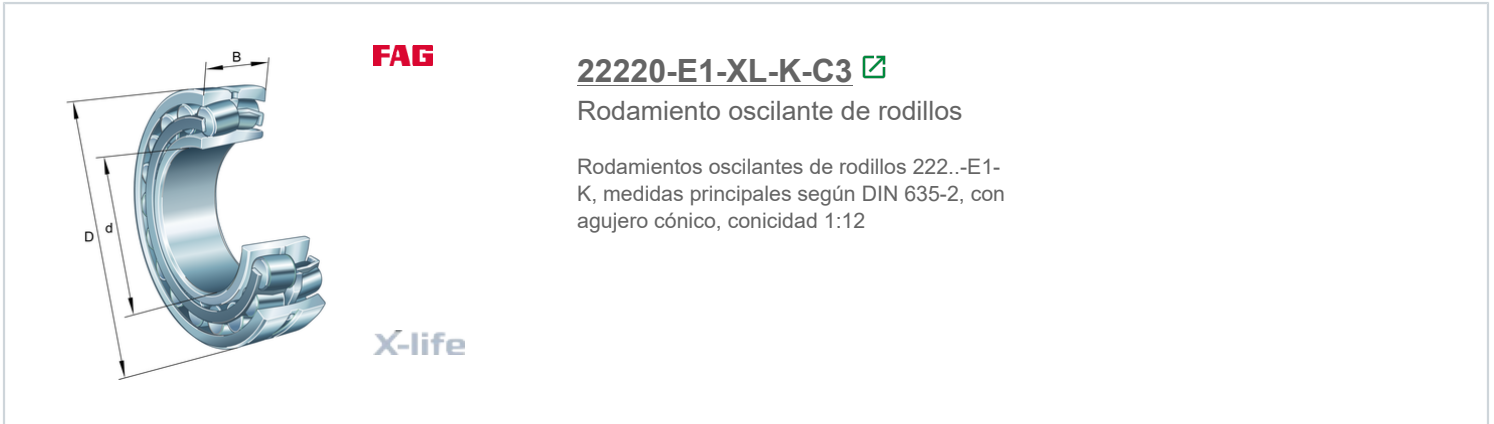 B
FAG
D
d
X-life
22220-E1-XL-K-C3
Rodamiento oscilante de rodillos
Rodamientos oscilantes de rodillos 222..-E1-
K, medidas principales según DIN 635-2, con
agujero cónico, conicidad 1:12